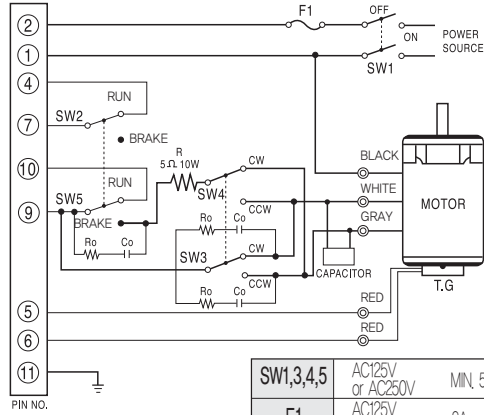 F1
OFF
ON
POWER
SOURCE
SW1
2
1
4
RUN
7
SW2
BRAKE
10
RUN
R
5 Ω 10W
CW
SW4
CCW
9
SW5
BRAKE
Ro
Co
Ro
Co
CW
SW3
CCW
Ro
Co
CAPACITOR
BLACK
WHITE
GRAY
MOTOR
T.G
5
RED
6
RED
11
PIN NO.
SW1,3,4,5
AC125V
or AC250V
MIN. 5
AC125V